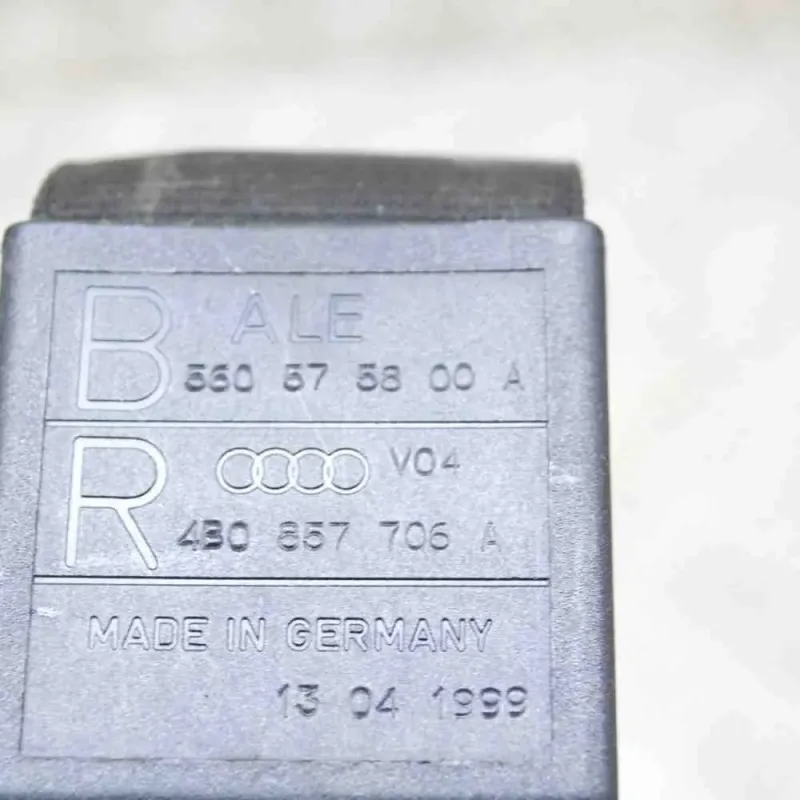 B ALE
560 57 58 00 A
R V04
4B0 857 706 A
MADE IN GERMANY
13 04 1999